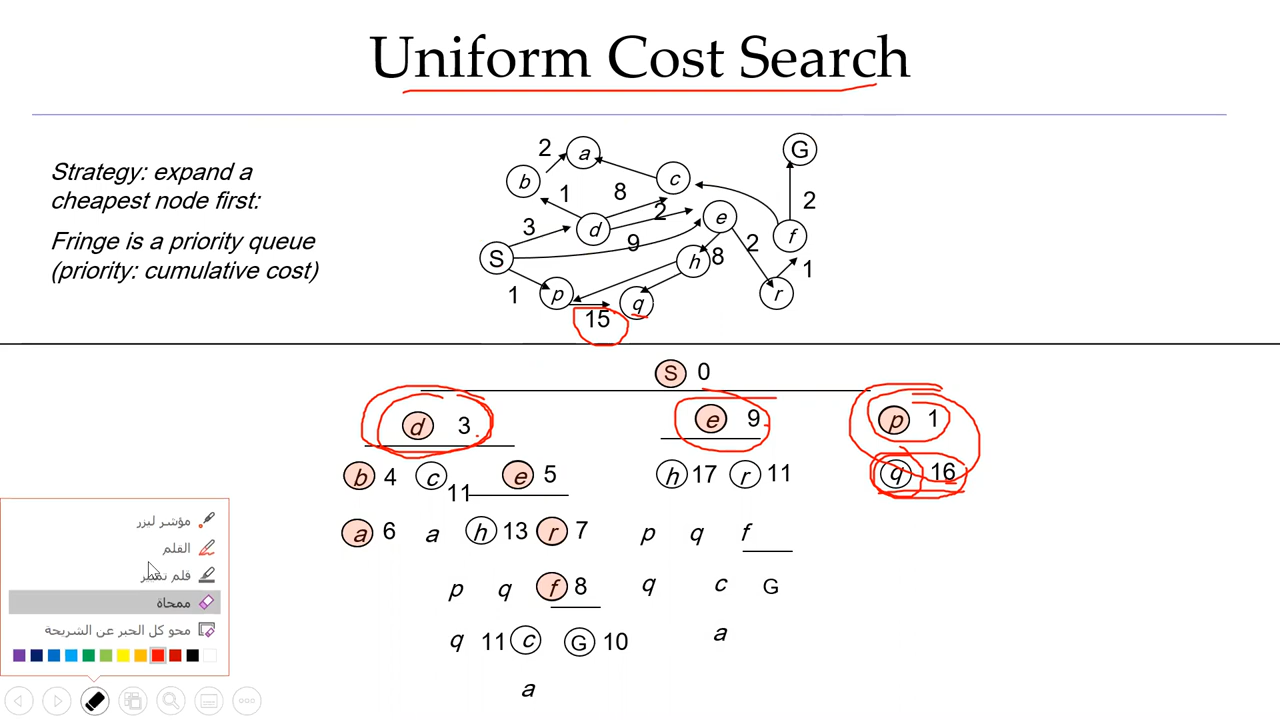 Uniform Cost Search
Strategy: expand a
cheapest node first:
Fringe is a priority queue
(priority: cumulative cost)
2 a G
b c
1 8 2
3 d 2 e
9 2 f
S h 8
1 p q r 1
15
S 0
d 3 e 9 p 1
b 4 c e 5 h 17 r 11 q 16
11
a 6 a h 13 r 7 p q f
p q f 8 q c G
q 11 c G 10 a
a
مؤشر ليزر
القلم
قلم تمييز
ممحاة
محو كل الحبر عن الشريحة